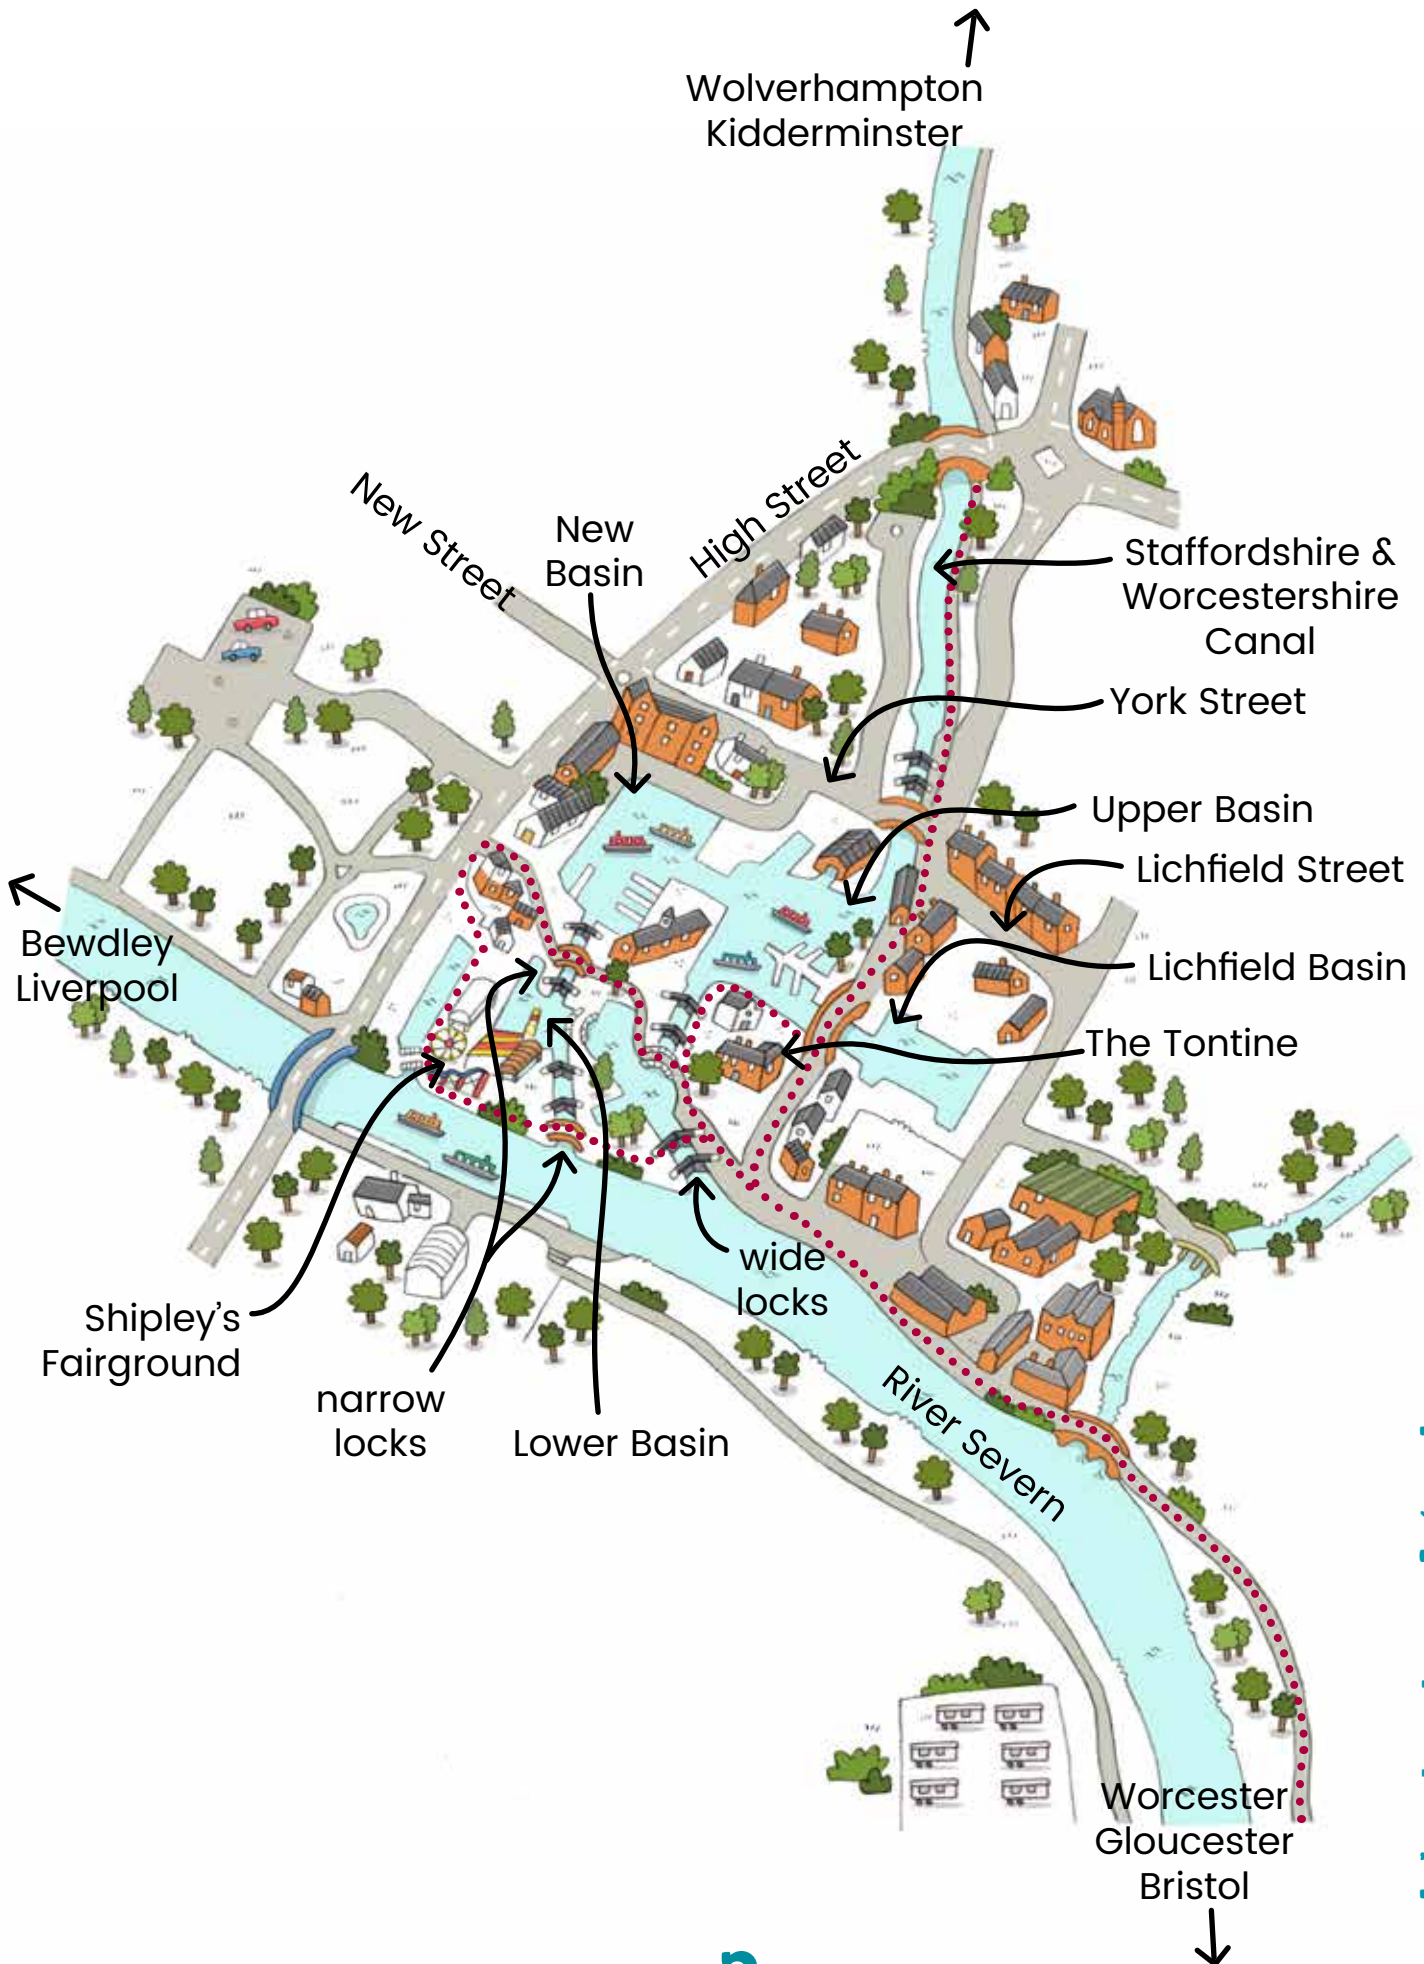 Wolverhampton
Kidderminster
High Street
New Street
New
Basin
Staffordshire &
Worcestershire
Canal
York Street
Upper Basin
Lichfield Street
Bewdley
Liverpool
Lichfield Basin
The Tontine
wide
locks
Shipley's
Fairground
narrow
locks
Lower Basin
River Severn
Worcester
Gloucester
Bristol